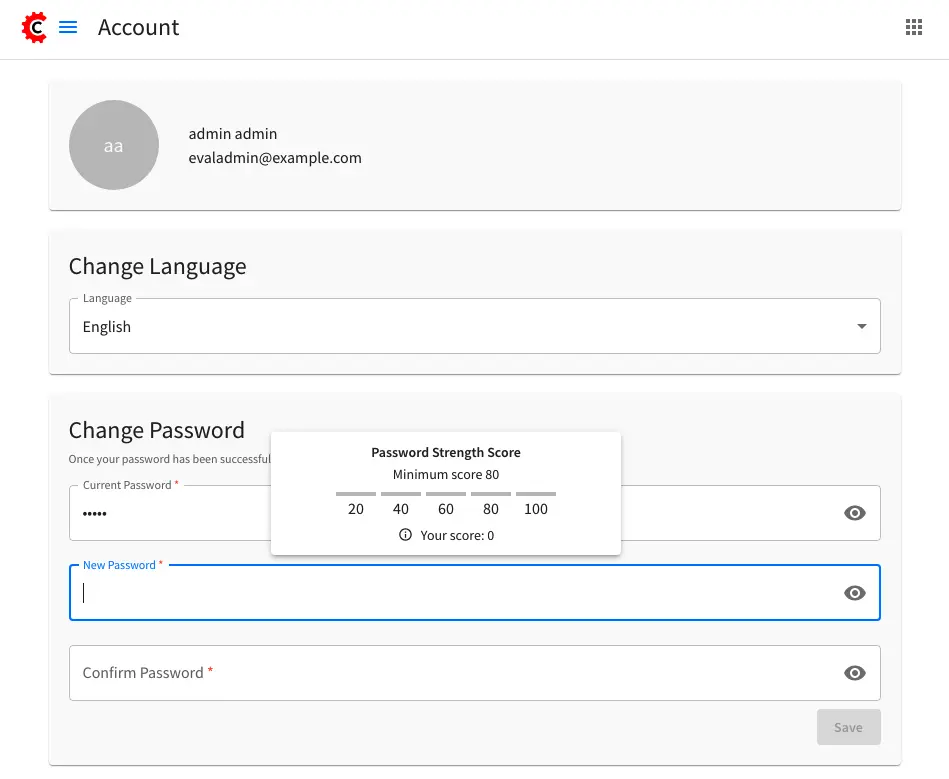 C
Account
aa
admin admin
evaladmin@example.com
Change Language
Language
English
Change Password
Once your password has been successful
Password Strength Score
Minimum score 80
20 40 60 80 100
Your score: 0
Current Password *
•••••
New Password *
Confirm Password *
Save